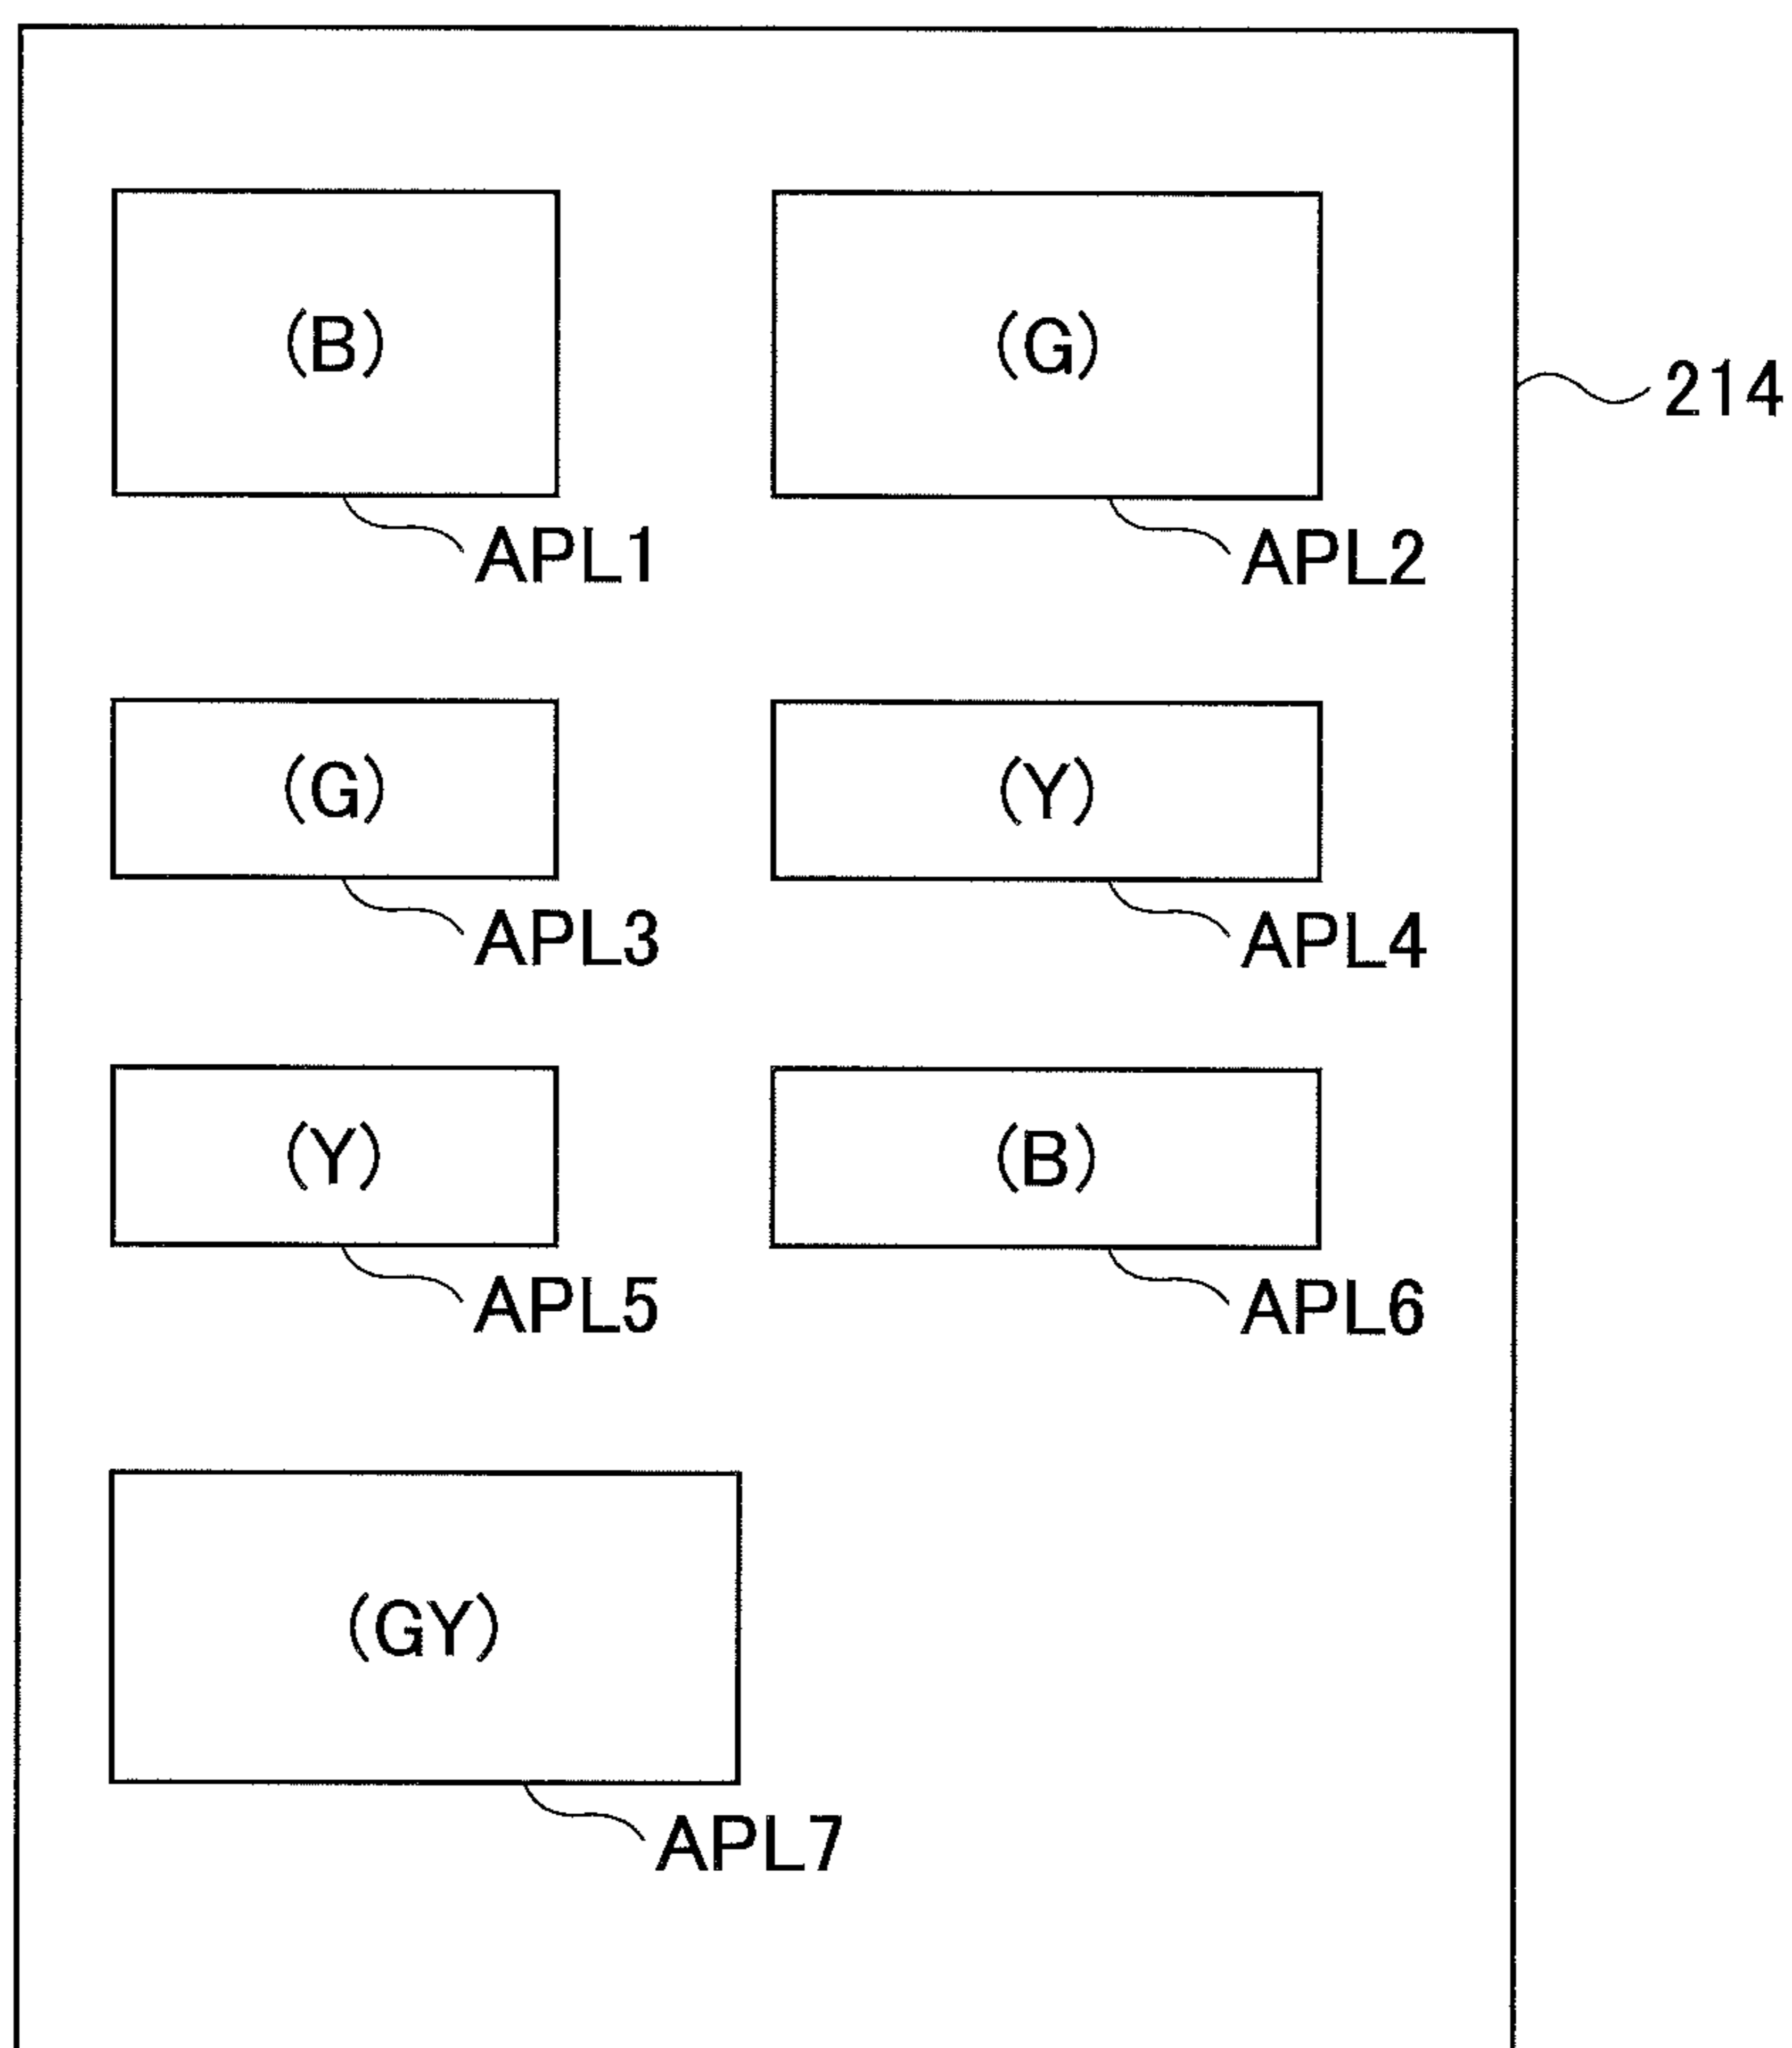 (B) (G)
214
APL1 APL2
(G) (Y)
APL3 APL4
(Y) (B)
APL5 APL6
(GY)
APL7